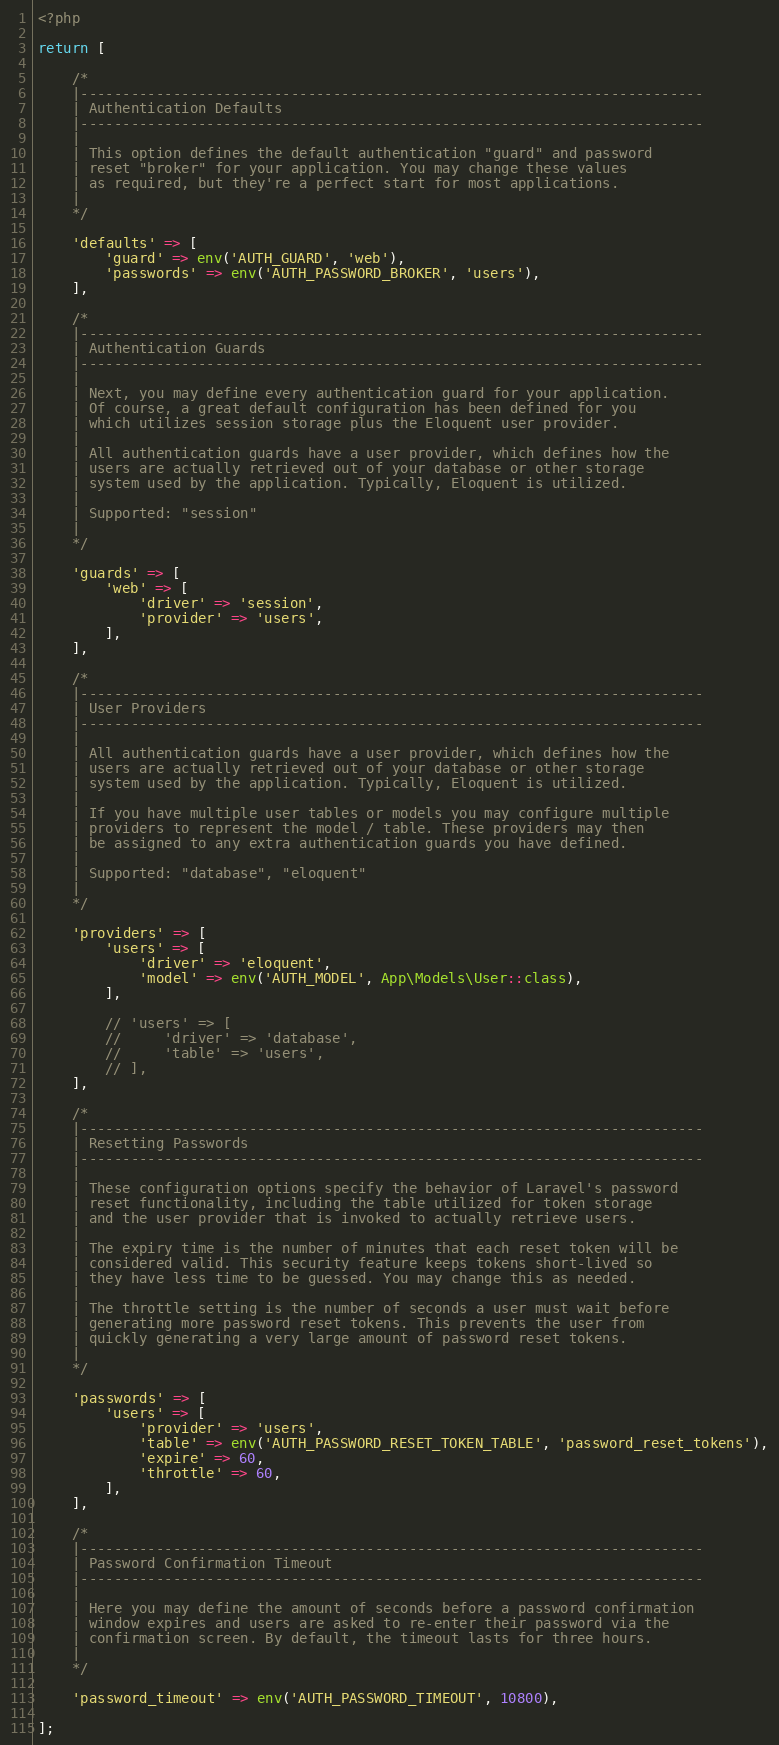 1 <?php
2
3 return [
4
5     /*
6     |--------------------------------------------------------------------------
7     | Authentication Defaults
8     |--------------------------------------------------------------------------
9     |
10     | This option defines the default authentication "guard" and password
11     | reset "broker" for your application. You may change these values
12     | as required, but they're a perfect start for most applications.
13     |
14     */
15
16     'defaults' => [
17         'guard' => env('AUTH_GUARD', 'web'),
18         'passwords' => env('AUTH_PASSWORD_BROKER', 'users'),
19     ],
20
21     /*
22     |--------------------------------------------------------------------------
23     | Authentication Guards
24     |--------------------------------------------------------------------------
25     |
26     | Next, you may define every authentication guard for your application.
27     | Of course, a great default configuration has been defined for you
28     | which utilizes session storage plus the Eloquent user provider.
29     |
30     | All authentication guards have a user provider, which defines how the
31     | users are actually retrieved out of your database or other storage
32     | system used by the application. Typically, Eloquent is utilized.
33     |
34     | Supported: "session"
35     |
36     */
37
38     'guards' => [
39         'web' => [
40             'driver' => 'session',
41             'provider' => 'users',
42         ],
43     ],
44
45     /*
46     |--------------------------------------------------------------------------
47     | User Providers
48     |--------------------------------------------------------------------------
49     |
50     | All authentication guards have a user provider, which defines how the
51     | users are actually retrieved out of your database or other storage
52     | system used by the application. Typically, Eloquent is utilized.
53     |
54     | If you have multiple user tables or models you may configure multiple
55     | providers to represent the model / table. These providers may then
56     | be assigned to any extra authentication guards you have defined.
57     |
58     | Supported: "database", "eloquent"
59     |
60     */
61
62     'providers' => [
63         'users' => [
64             'driver' => 'eloquent',
65             'model' => env('AUTH_MODEL', App\Models\User::class),
66         ],
67
68         // 'users' => [
69         //     'driver' => 'database',
70         //     'table' => 'users',
71         // ],
72     ],
73
74     /*
75     |--------------------------------------------------------------------------
76     | Resetting Passwords
77     |--------------------------------------------------------------------------
78     |
79     | These configuration options specify the behavior of Laravel's password
80     | reset functionality, including the table utilized for token storage
81     | and the user provider that is invoked to actually retrieve users.
82     |
83     | The expiry time is the number of minutes that each reset token will be
84     | considered valid. This security feature keeps tokens short-lived so
85     | they have less time to be guessed. You may change this as needed.
86     |
87     | The throttle setting is the number of seconds a user must wait before
88     | generating more password reset tokens. This prevents the user from
89     | quickly generating a very large amount of password reset tokens.
90     |
91     */
92
93     'passwords' => [
94         'users' => [
95             'provider' => 'users',
96             'table' => env('AUTH_PASSWORD_RESET_TOKEN_TABLE', 'password_reset_tokens'),
97             'expire' => 60,
98             'throttle' => 60,
99         ],
100     ],
101
102     /*
103     |--------------------------------------------------------------------------
104     | Password Confirmation Timeout
105     |--------------------------------------------------------------------------
106     |
107     | Here you may define the amount of seconds before a password confirmation
108     | window expires and users are asked to re-enter their password via the
109     | confirmation screen. By default, the timeout lasts for three hours.
110     |
111     */
112
113     'password_timeout' => env('AUTH_PASSWORD_TIMEOUT', 10800),
114
115 ];